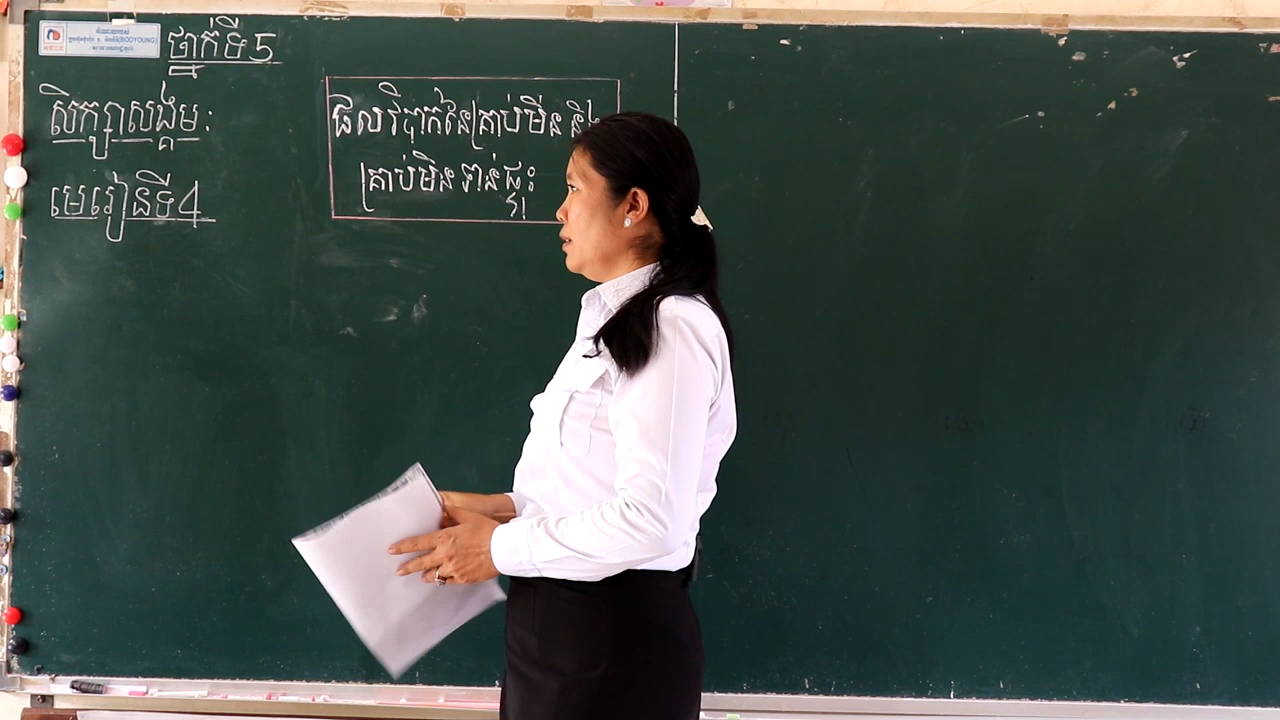 ថ្នាក់ទី5
សិក្សាសង្គម:
មេរៀនទី4
ផលវិបាកនៃគ្រាប់មីន និង
គ្រាប់មិនទាន់ផ្ទុះ
(BOOYOUNG)